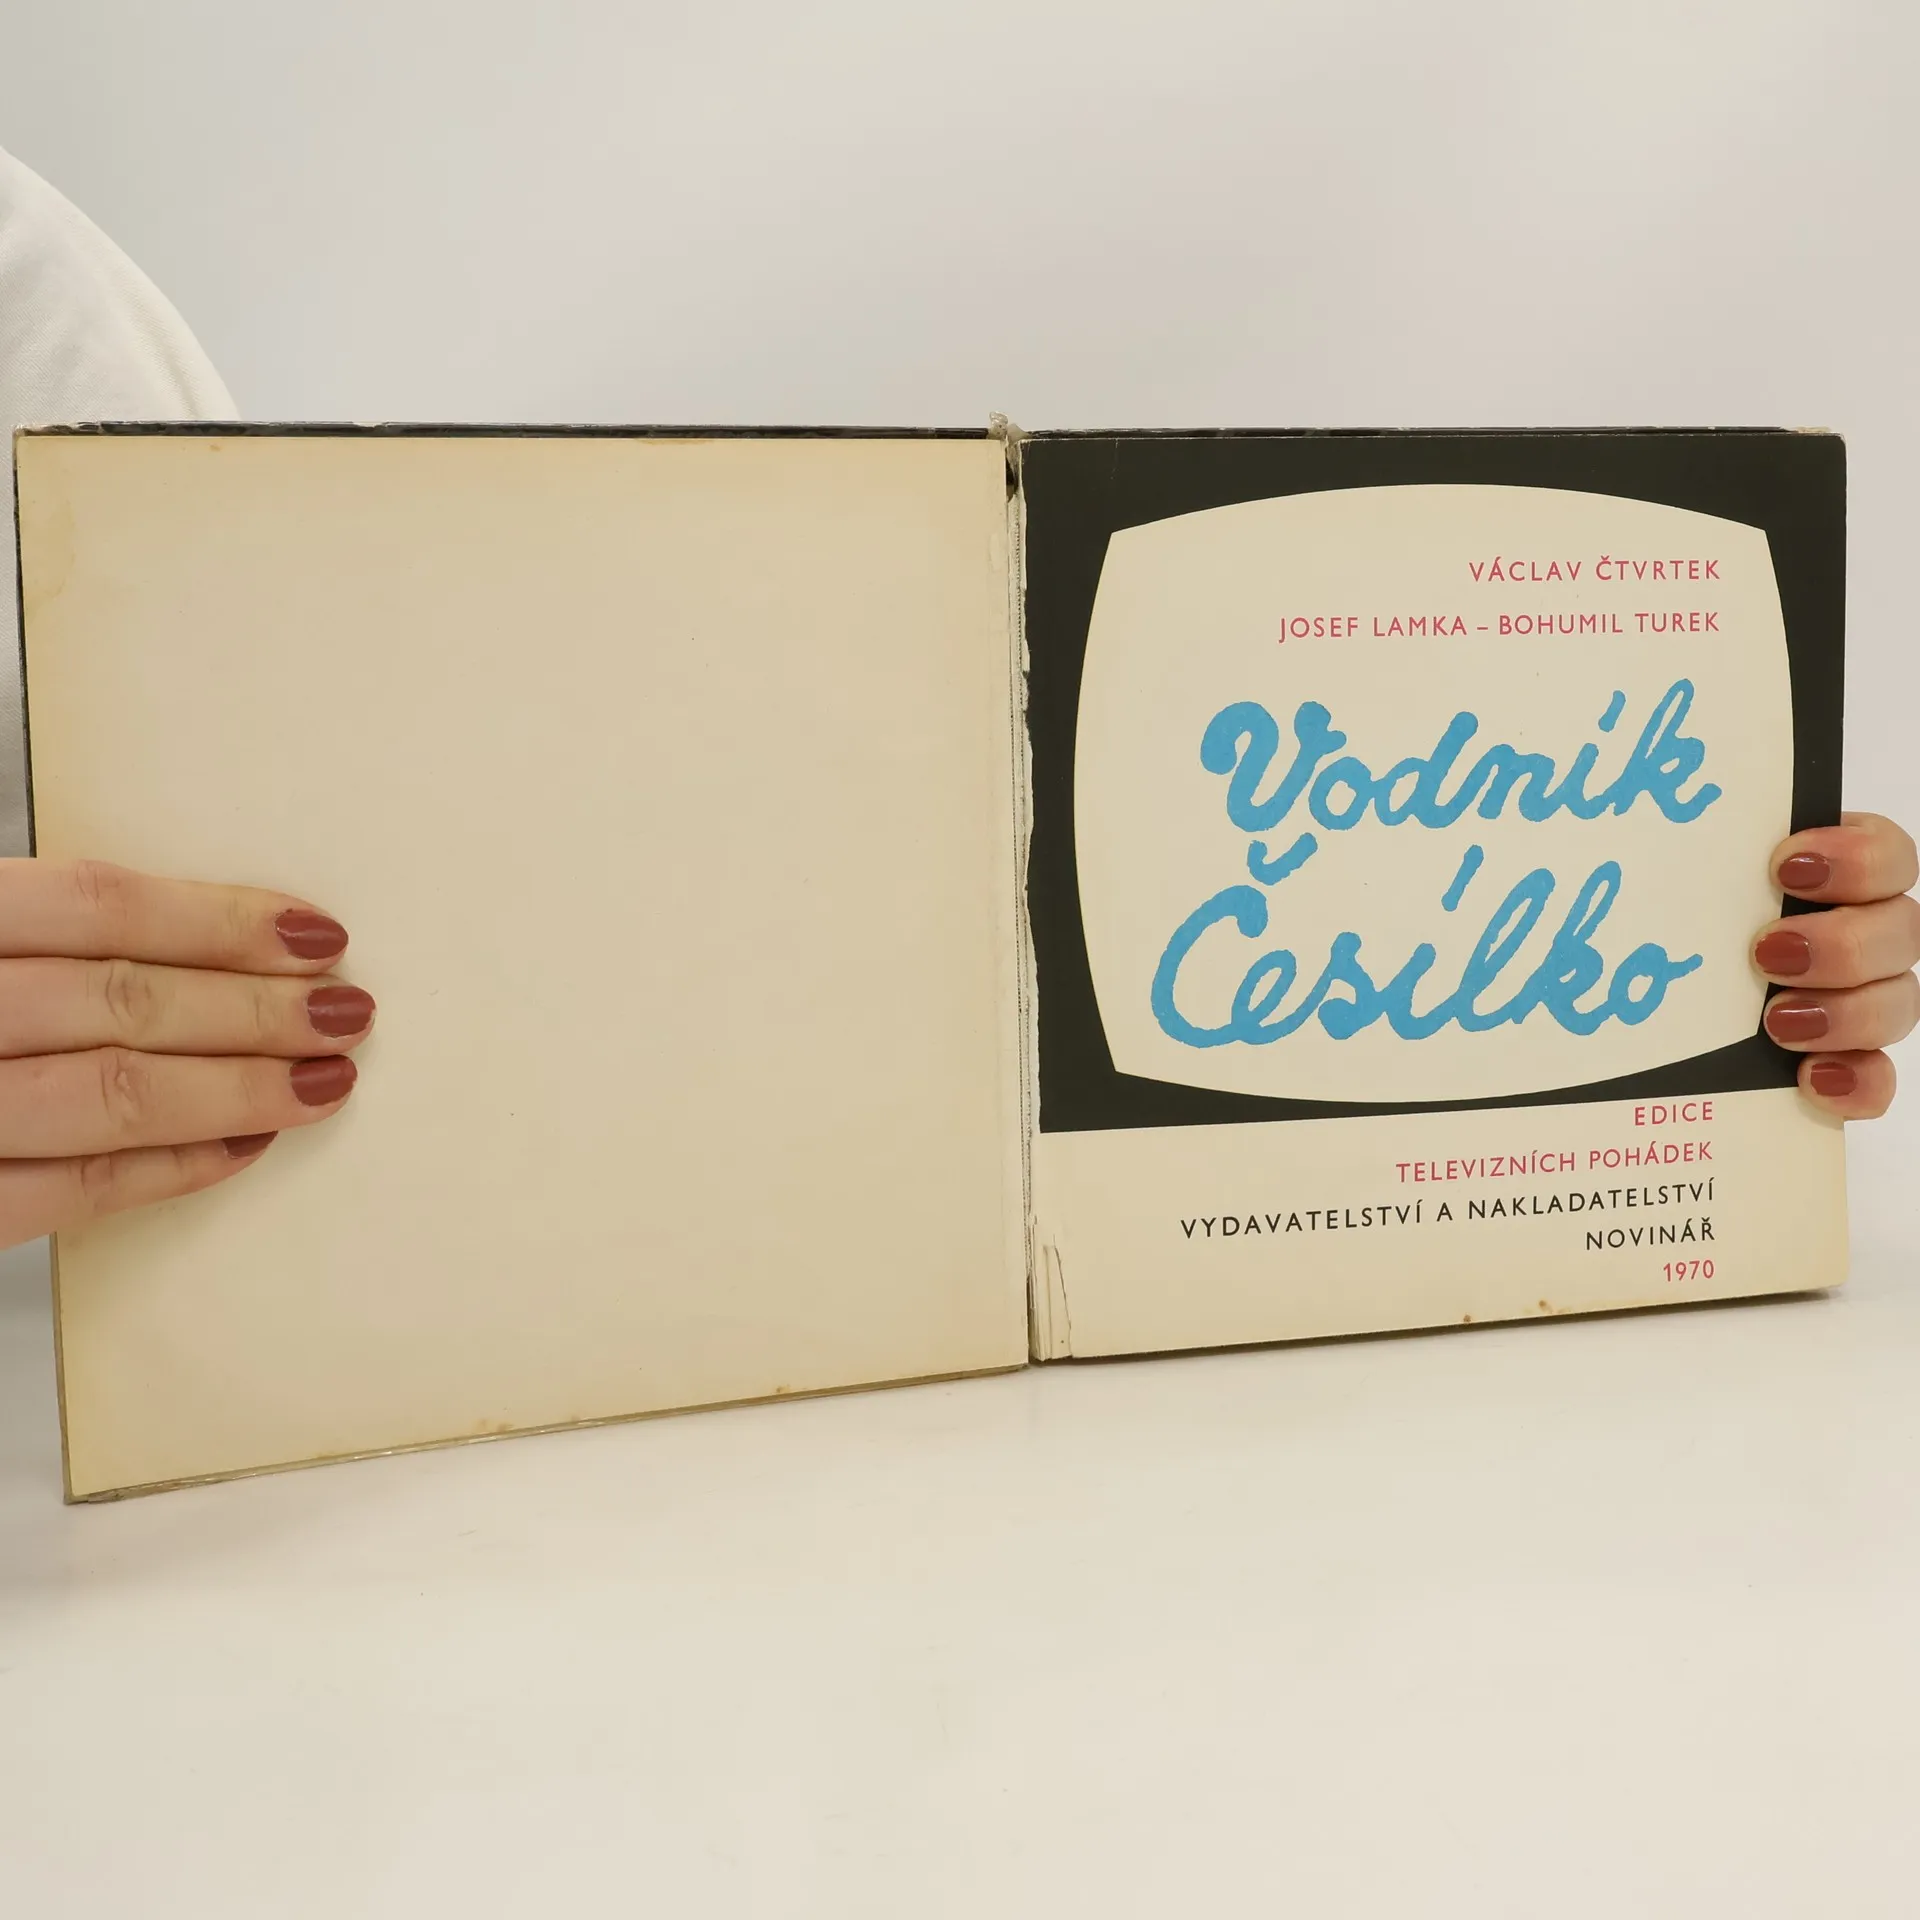 VÁCLAV ČTVRTEK
JOSEF LAMKA – BOHUMIL TUREK
Vodník
Česílko
EDICE
TELEVIZNÍCH POHÁDEK
VYDAVATELSTVÍ A NAKLADATELSTVÍ
NOVINÁŘ
1970